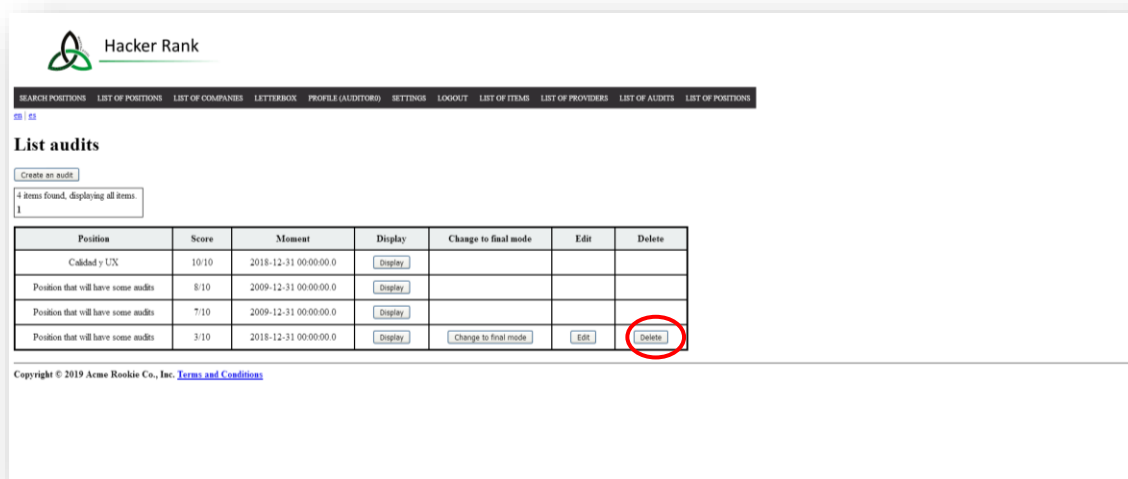 Hacker Rank
SEARCH POSITIONS LIST OF POSITIONS LIST OF COMPANIES LETTERBOX PROFILE (AUDITOR0) SETTINGS LOGOUT LIST OF ITEMS LIST OF PROVIDERS LIST OF AUDITS LIST OF POSITIONS
en | es
List audits
Create an audit
4 items found, displaying all items.
1
Position Score Moment Display Change to final mode Edit Delete
Calidad y UX 10/10 2018-12-31 00:00:00.0 Display
Position that will have some audits 8/10 2009-12-31 00:00:00.0 Display
Position that will have some audits 7/10 2009-12-31 00:00:00.0 Display
Position that will have some audits 3/10 2018-12-31 00:00:00.0 Display Change to final mode Edit Delete
Copyright © 2019 Acme Rookie Co., Inc. Terms and Conditions